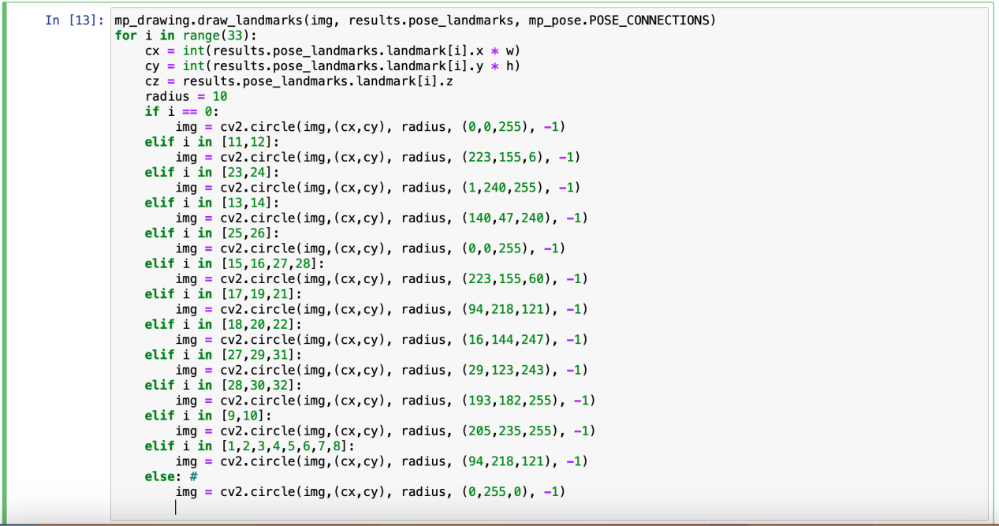 In [13]: mp_drawing.draw_landmarks(img, results.pose_landmarks, mp_pose.POSE_CONNECTIONS)
for i in range(33):
    cx = int(results.pose_landmarks.landmark[i].x * w)
    cy = int(results.pose_landmarks.landmark[i].y * h)
    cz = results.pose_landmarks.landmark[i].z
    radius = 10
    if i == 0:
        img = cv2.circle(img,(cx,cy), radius, (0,0,255), -1)
    elif i in [11,12]:
        img = cv2.circle(img,(cx,cy), radius, (223,155,6), -1)
    elif i in [23,24]:
        img = cv2.circle(img,(cx,cy), radius, (1,240,255), -1)
    elif i in [13,14]:
        img = cv2.circle(img,(cx,cy), radius, (140,47,240), -1)
    elif i in [25,26]:
        img = cv2.circle(img,(cx,cy), radius, (0,0,255), -1)
    elif i in [15,16,27,28]:
        img = cv2.circle(img,(cx,cy), radius, (223,155,60), -1)
    elif i in [17,19,21]:
        img = cv2.circle(img,(cx,cy), radius, (94,218,121), -1)
    elif i in [18,20,22]:
        img = cv2.circle(img,(cx,cy), radius, (16,144,247), -1)
    elif i in [27,29,31]:
        img = cv2.circle(img,(cx,cy), radius, (29,123,243), -1)
    elif i in [28,30,32]:
        img = cv2.circle(img,(cx,cy), radius, (193,182,255), -1)
    elif i in [9,10]:
        img = cv2.circle(img,(cx,cy), radius, (205,235,255), -1)
    elif i in [1,2,3,4,5,6,7,8]:
        img = cv2.circle(img,(cx,cy), radius, (94,218,121), -1)
    else: #
        img = cv2.circle(img,(cx,cy), radius, (0,255,0), -1)